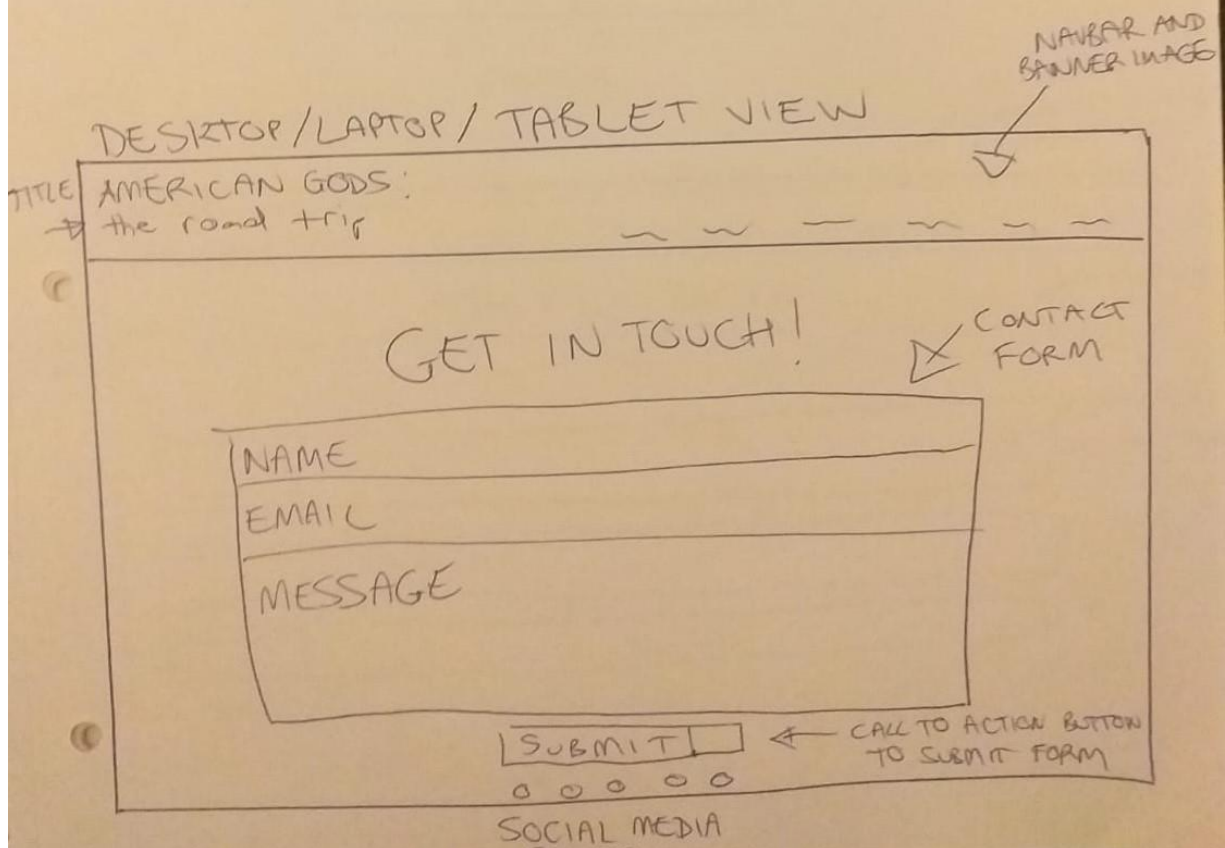 NAVBAR AND
BANNER IMAGE
DESKTOP/LAPTOP/TABLET VIEW
TITLE
AMERICAN GODS:
the road trip
GET IN TOUCH!
CONTACT
FORM
NAME
EMAIL
MESSAGE
SUBMIT
CALL TO ACTION BUTTON
TO SUBMIT FORM
SOCIAL MEDIA